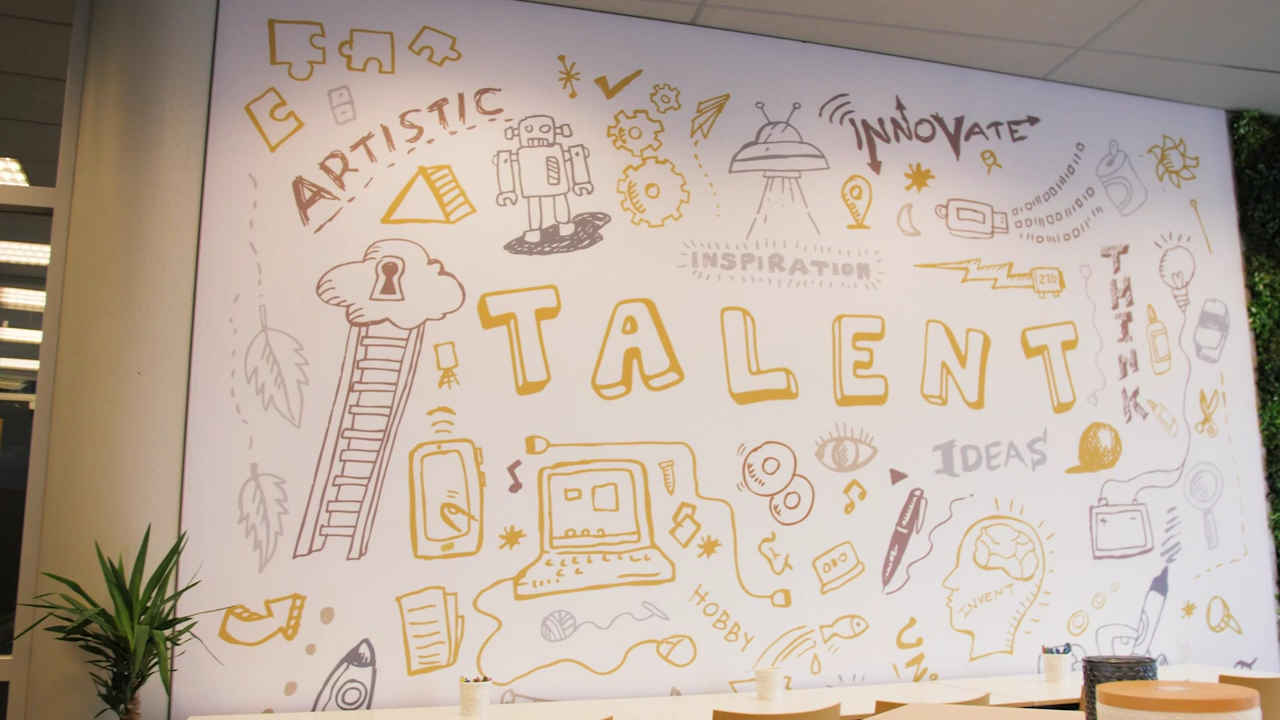 ARTISTIC
INNOVATE
INSPIRATION
THINK
TALENT
IDEAS
HOBBY
INVENT